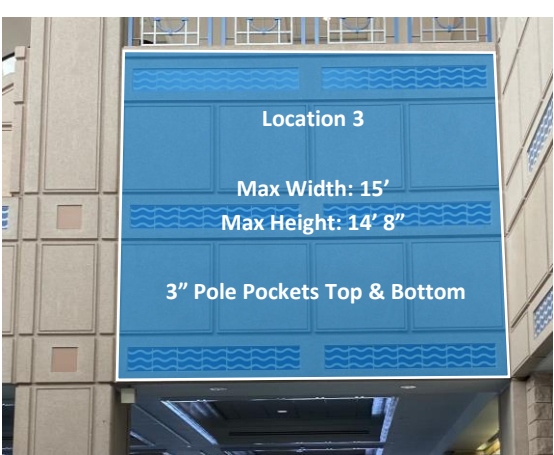 Location 3
Max Width: 15’
Max Height: 14’ 8”
3” Pole Pockets Top & Bottom